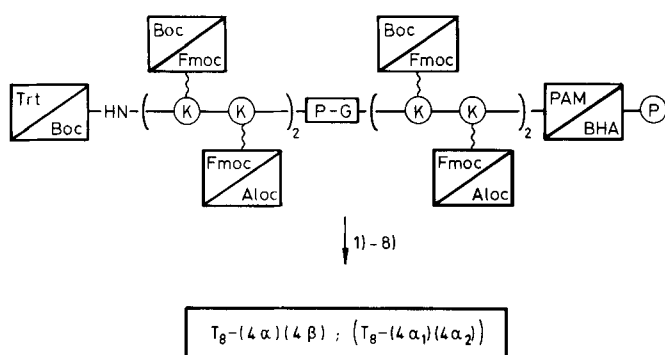 Boc Fmoc
Boc Fmoc
Trt Boc -HN-( K K )2 P-G ( K K )2 PAM BHA P
Fmoc Aloc
Fmoc Aloc
1)-8)
T8-(4α)(4β) ; (T8-(4α1)(4α2))